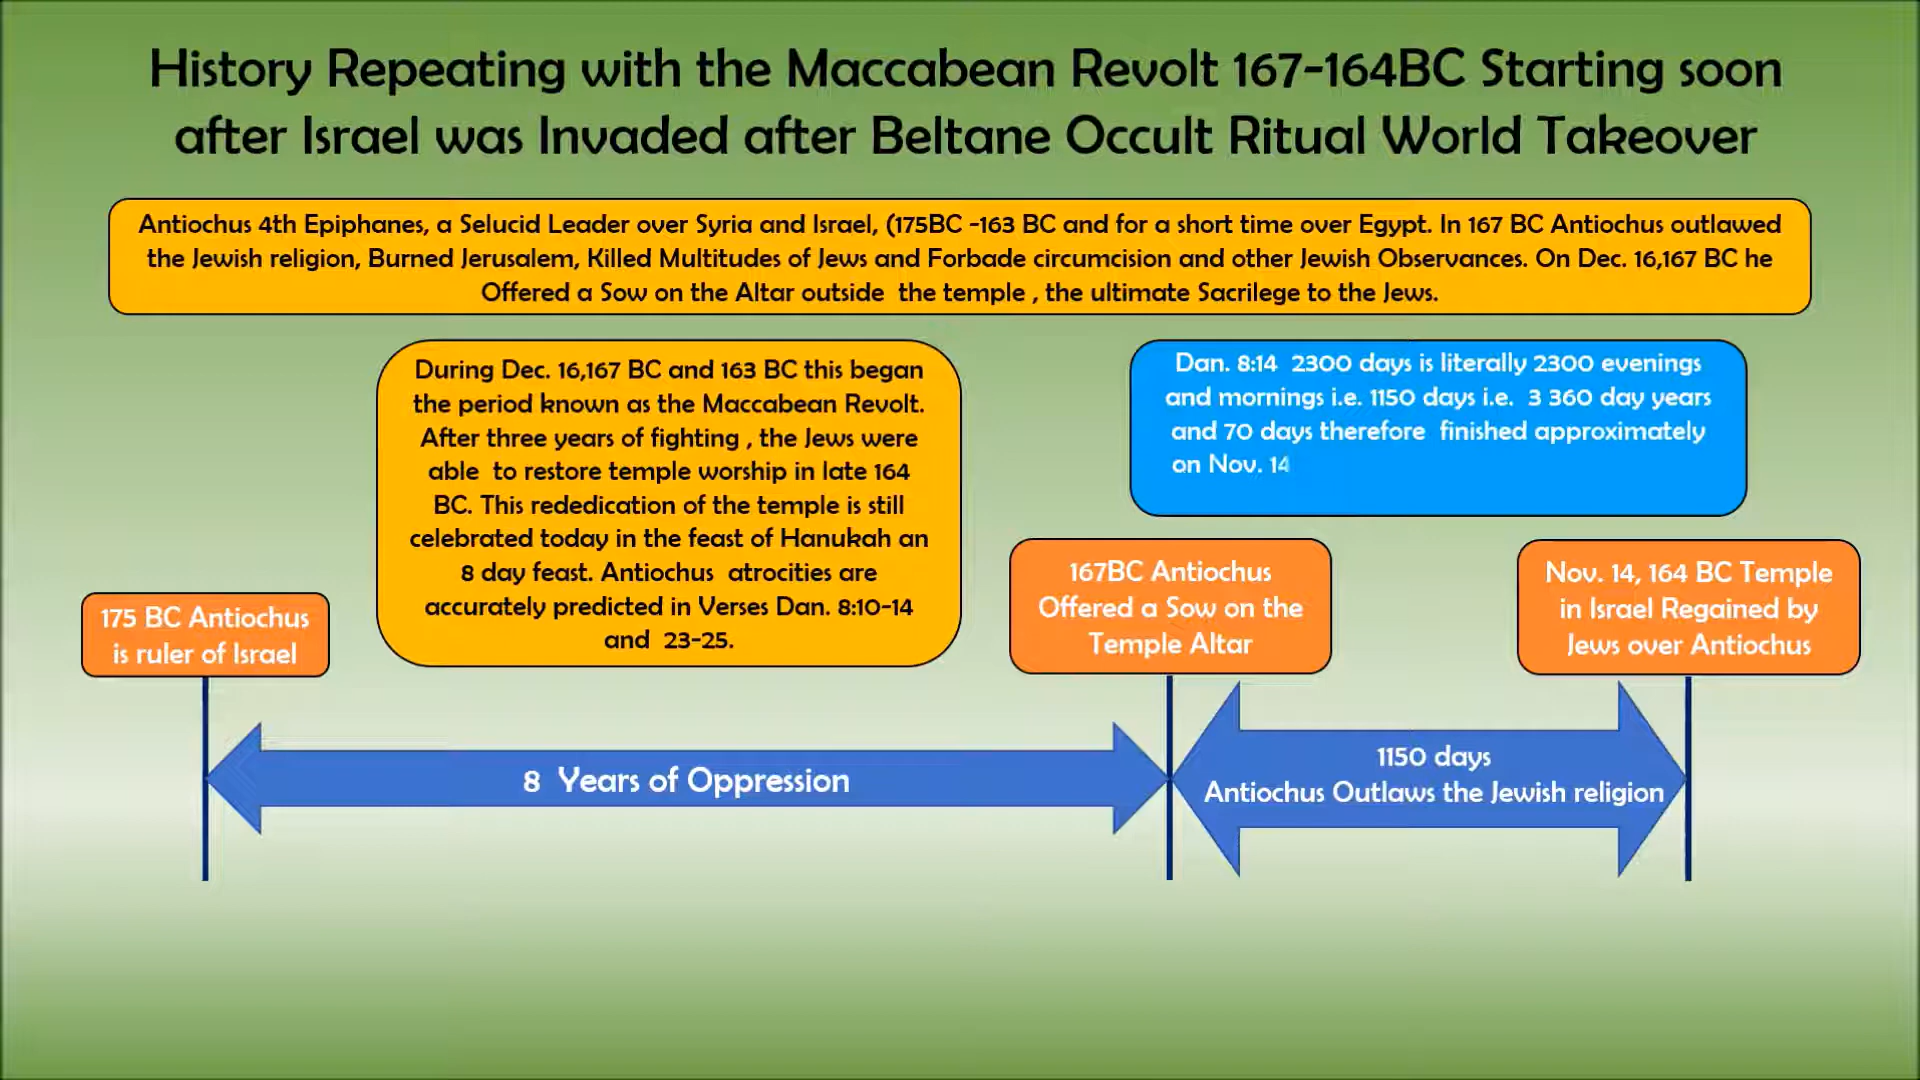 History Repeating with the Maccabean Revolt 167-164BC Starting soon
after Israel was Invaded after Beltane Occult Ritual World Takeover
Antiochus 4th Epiphanes, a Selucid Leader over Syria and Israel, (175BC -163 BC and for a short time over Egypt. In 167 BC Antiochus outlawed
the Jewish religion, Burned Jerusalem, Killed Multitudes of Jews and Forbade circumcision and other Jewish Observances. On Dec. 16,167 BC he
Offered a Sow on the Altar outside the temple , the ultimate Sacrilege to the Jews.
During Dec. 16,167 BC and 163 BC this began
the period known as the Maccabean Revolt.
After three years of fighting , the Jews were
able to restore temple worship in late 164
BC. This rededication of the temple is still
celebrated today in the feast of Hanukah an
8 day feast. Antiochus atrocities are
accurately predicted in Verses Dan. 8:10-14
and 23-25.
Dan. 8:14 2300 days is literally 2300 evenings
and mornings i.e. 1150 days i.e. 3 360 day years
and 70 days therefore finished approximately
on Nov. 14
175 BC Antiochus
is ruler of Israel
167BC Antiochus
Offered a Sow on the
Temple Altar
Nov. 14, 164 BC Temple
in Israel Regained by
Jews over Antiochus
8 Years of Oppression
1150 days
Antiochus Outlaws the Jewish religion